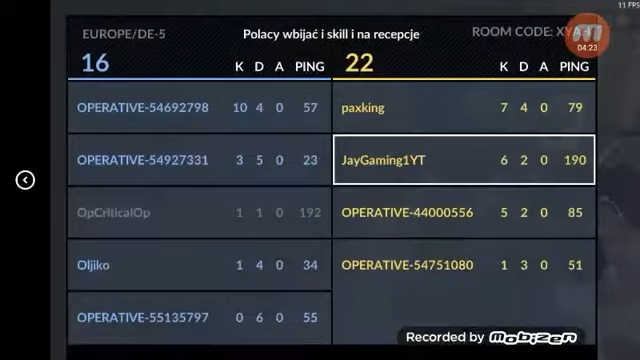 11 FPS
EUROPE/DE-5
Polacy wbijać i skill i na recepcje
ROOM CODE:
04:23
16 K D A PING
22 K D A PING
OPERATIVE-54692798 10 4 0 57
paxking 7 4 0 79
OPERATIVE-54927331 3 5 0 23
JayGaming1YT 6 2 0 190
OpCriticalOp 1 1 0 192
OPERATIVE-44000556 5 2 0 85
Oljiko 1 4 0 34
OPERATIVE-54751080 1 3 0 51
OPERATIVE-55135797 0 6 0 55
Recorded by Mobizen